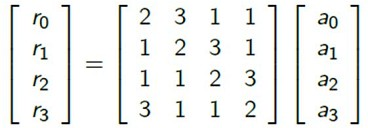 r0 2 3 1 1 a0
r1 = 1 2 3 1 a1
r2 1 1 2 3 a2
r3 3 1 1 2 a3